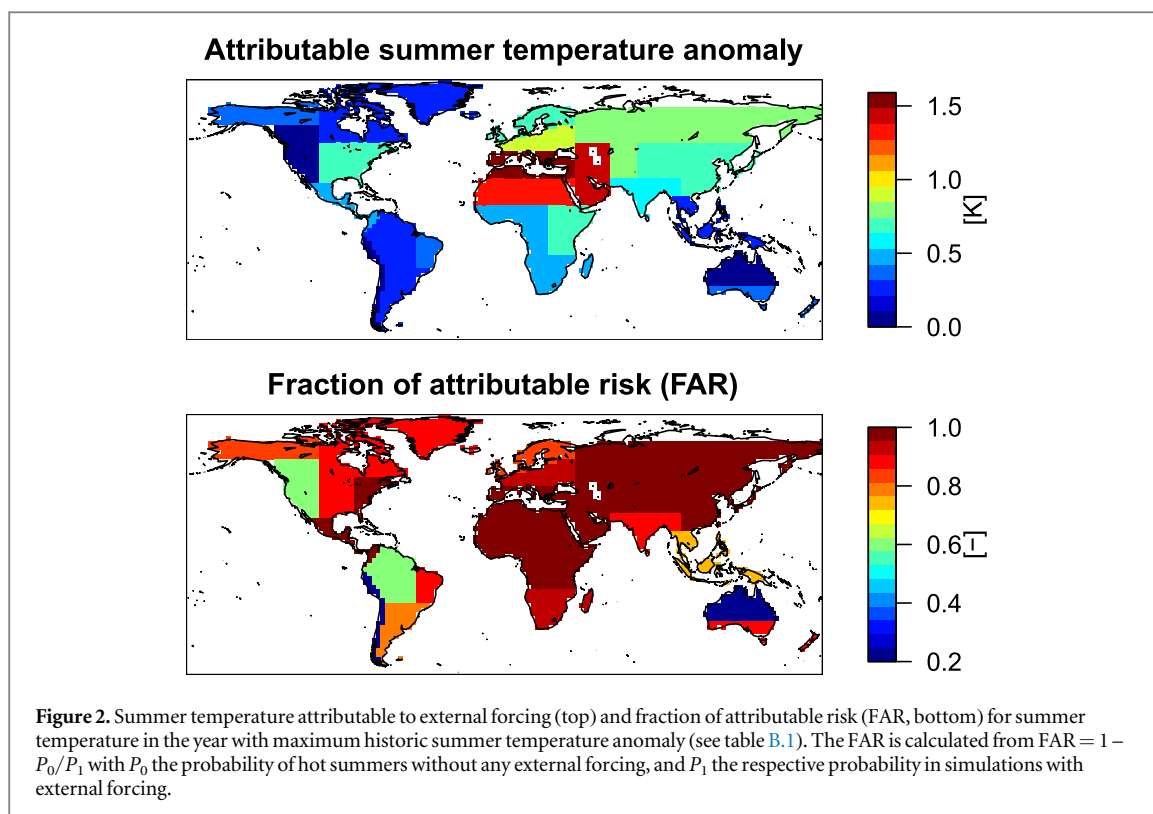 Attributable summer temperature anomaly
1.5
1.0
0.5
0.0
[K]
Fraction of attributable risk (FAR)
1.0
0.8
0.6
0.4
0.2
[−]
Figure 2. Summer temperature attributable to external forcing (top) and fraction of attributable risk (FAR, bottom) for summer
temperature in the year with maximum historic summer temperature anomaly (see table B.1). The FAR is calculated from FAR = 1 −
P0/P1 with P0 the probability of hot summers without any external forcing, and P1 the respective probability in simulations with
external forcing.